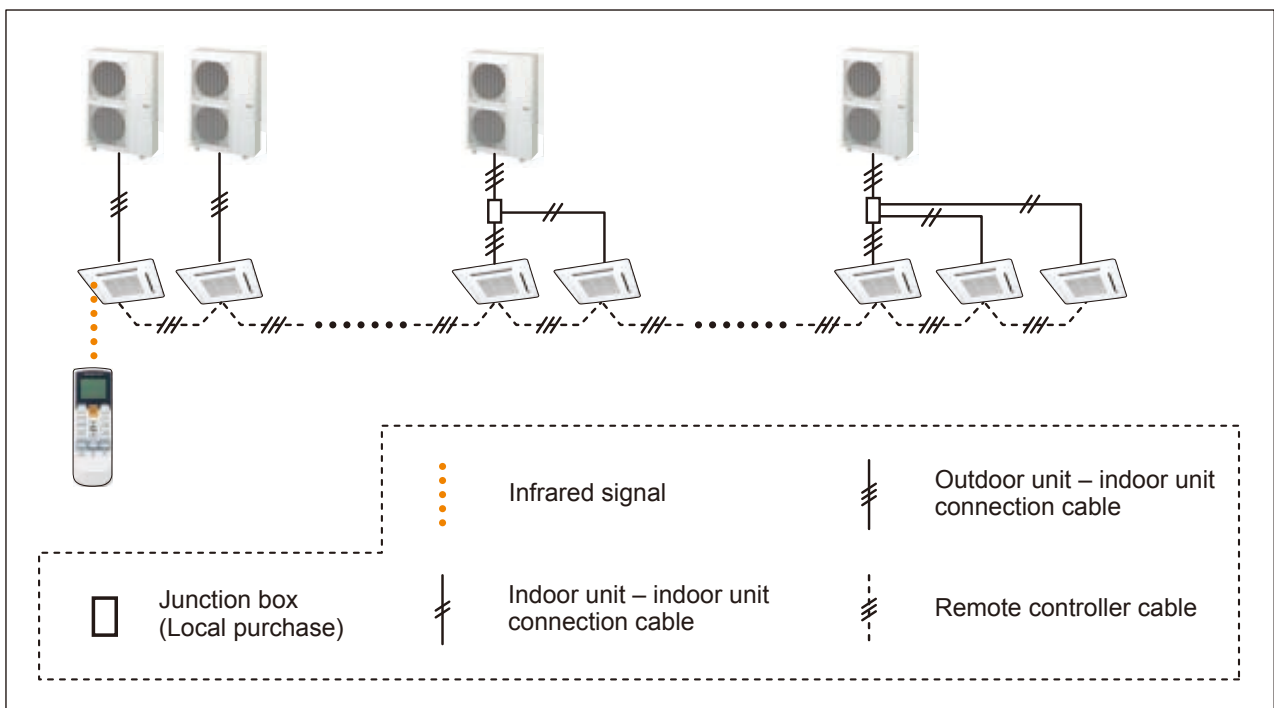 Infrared signal
Outdoor unit – indoor unit
connection cable
Junction box
(Local purchase)
Indoor unit – indoor unit
connection cable
Remote controller cable